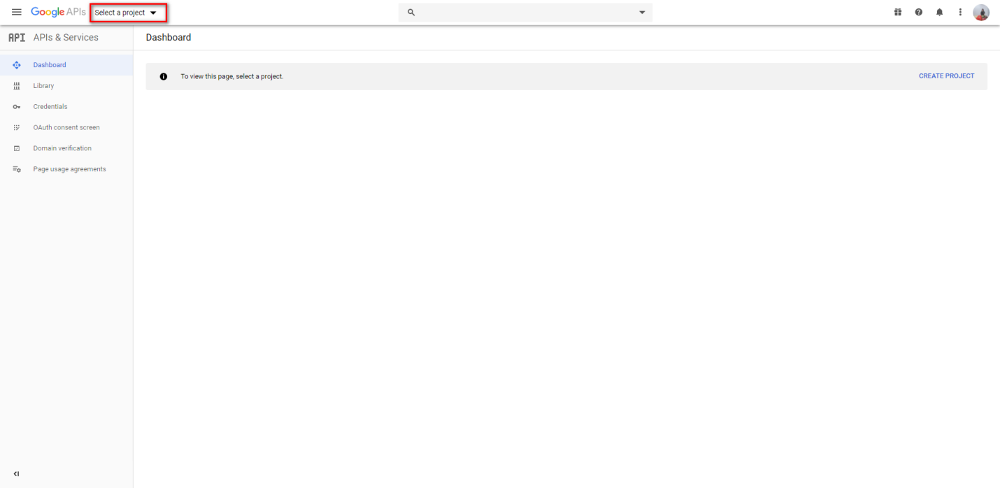 Google APIs Select a project
API APIs & Services Dashboard
Dashboard
To view this page, select a project. CREATE PROJECT
Library
Credentials
OAuth consent screen
Domain verification
Page usage agreements